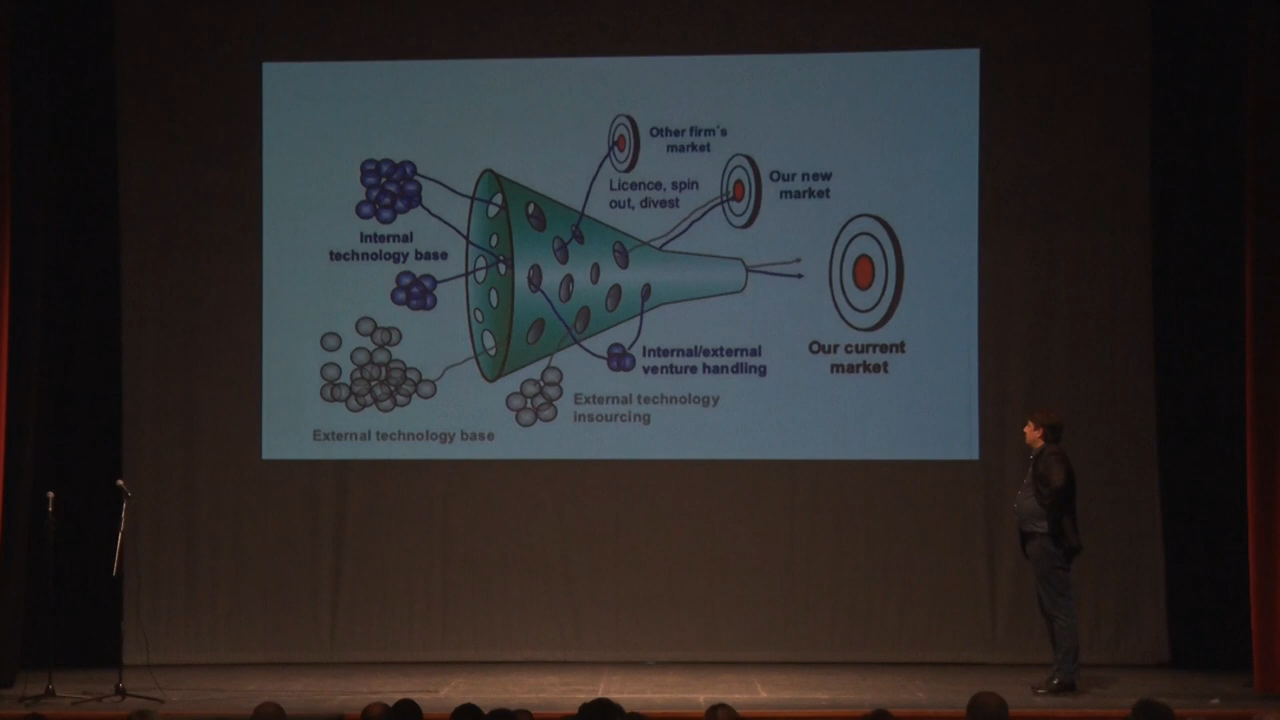 Other firm's
market
Our new
market
Licence, spin
out, divest
Internal
technology base
Our current
market
Internal/external
venture handling
External technology
insourcing
External technology base